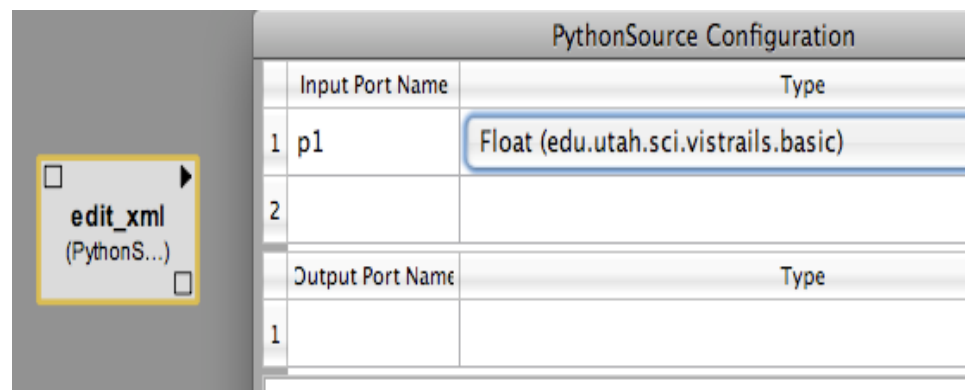 PythonSource Configuration
Input Port Name Type
1 p1 Float (edu.utah.sci.vistrails.basic)
2
Output Port Name Type
1
edit_xml
(PythonS...)